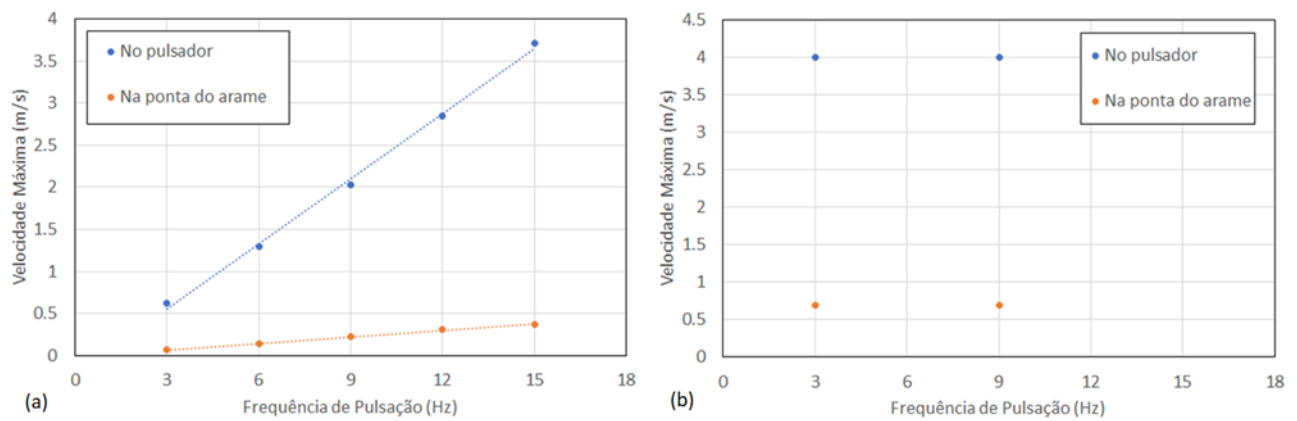 4
3.5
3
2.5
2
1.5
1
0.5
0
Velocidade Máxima (m/s)
No pulsador
Na ponta do arame
0 3 6 9 12 15 18
Frequência de Pulsação (Hz)
(a)
4.5
4
3.5
3
2.5
2
1.5
1
0.5
0
Velocidade Máxima (m/s)
No pulsador
Na ponta do arame
0 3 6 9 12 15 18
Frequência de Pulsação (Hz)
(b)